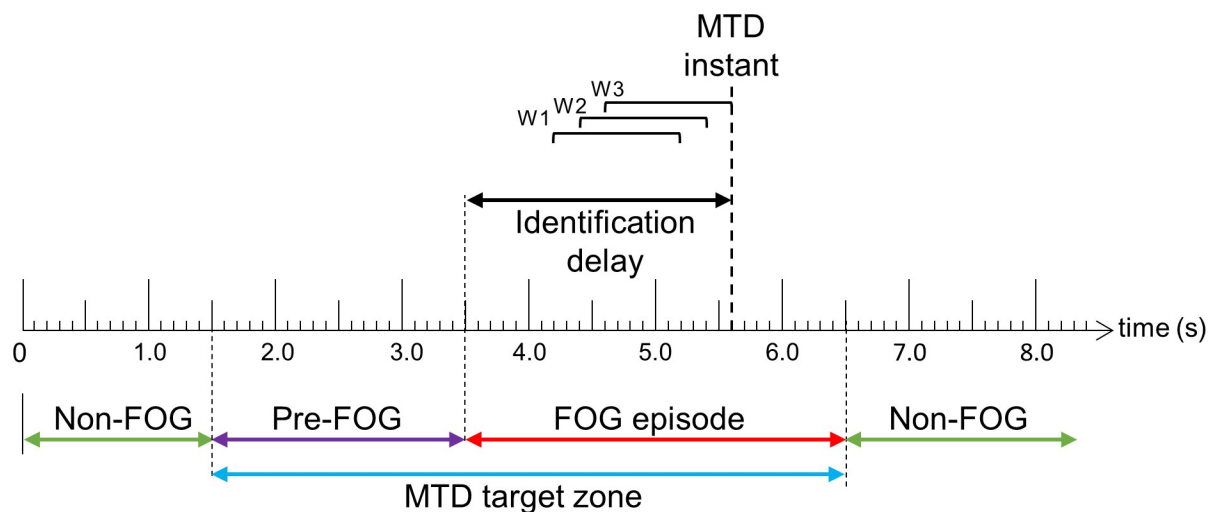 MTD
instant
W3
W2
W1
Identification
delay
time (s)
0 1.0 2.0 3.0 4.0 5.0 6.0 7.0 8.0
Non-FOG Pre-FOG FOG episode Non-FOG
MTD target zone